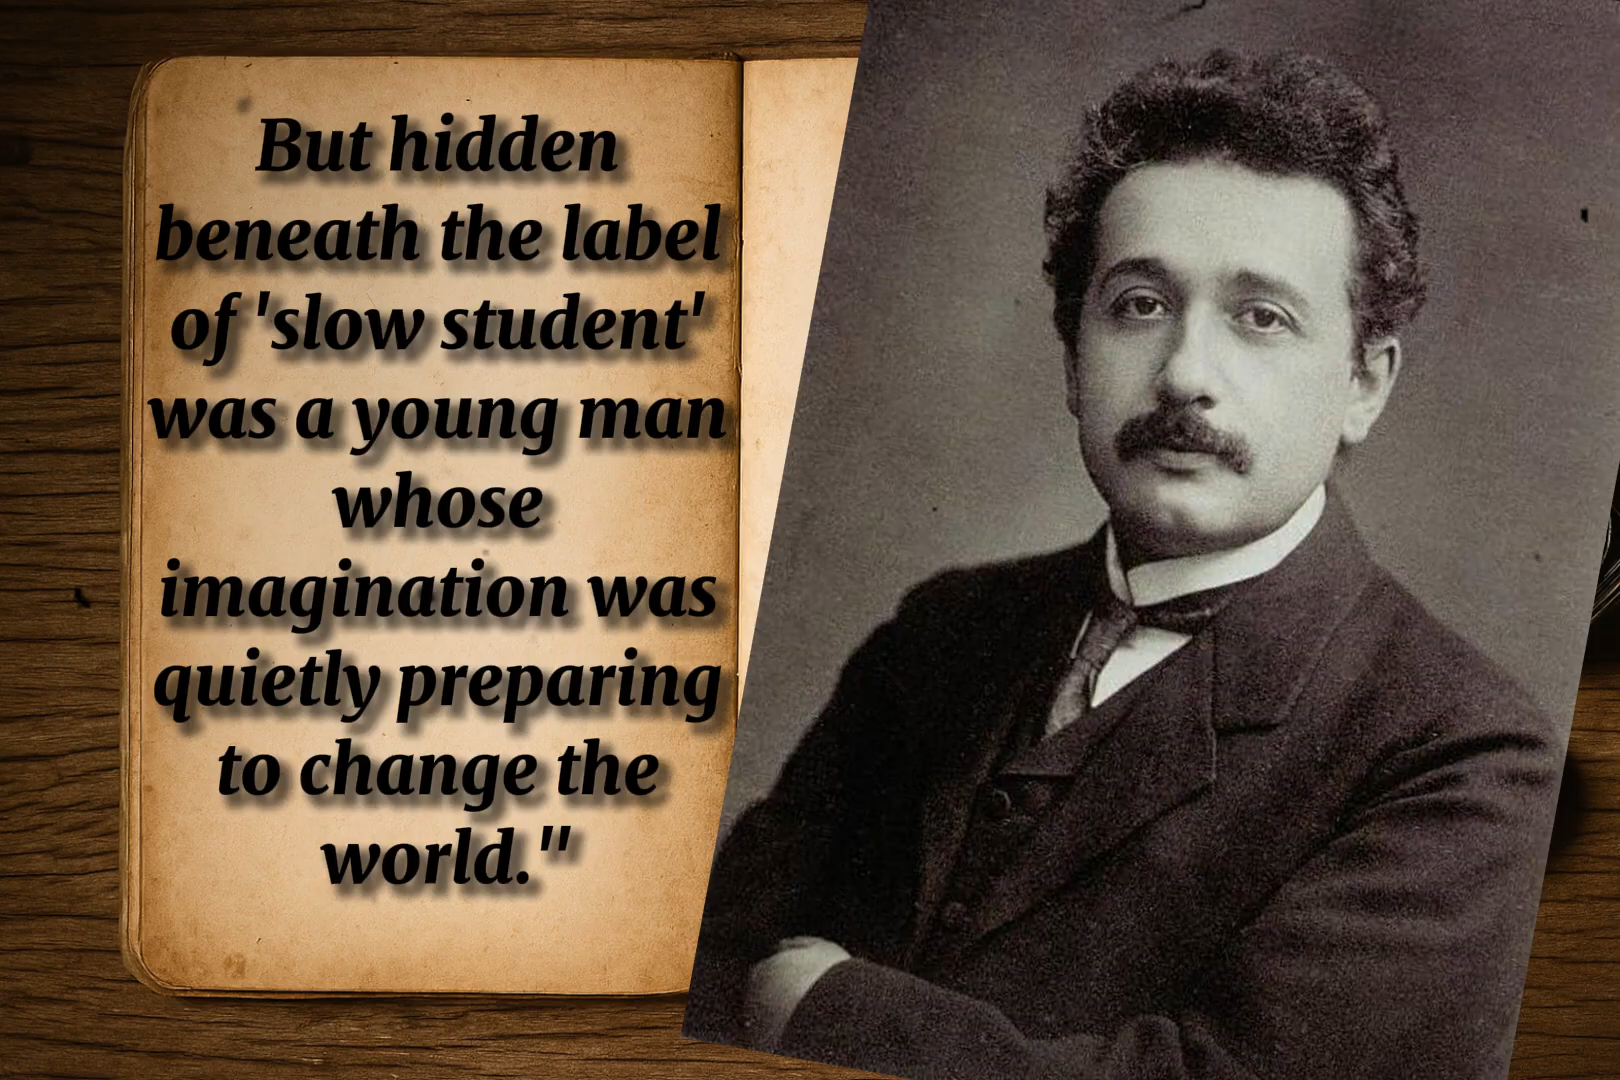 But hidden
beneath the label
of 'slow student'
was a young man
whose
imagination was
quietly preparing
to change the
world."